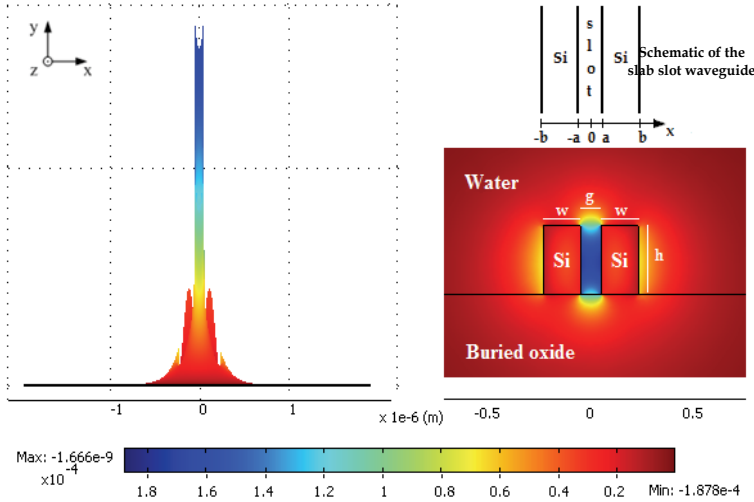 y
z
x
-1
0
1
x 1e-6 (m)
s
l
o
t
Si
Si
Schematic of the
slab slot waveguide
-b
-a
0
a
b
x
Water
g
w
w
Si
Si
h
Buried oxide
-0.5
0
0.5
Max: -1.666e-9
×10⁻⁴
1.8
1.6
1.4
1.2
1
0.8
0.6
0.4
0.2
Min: -1.878e-4